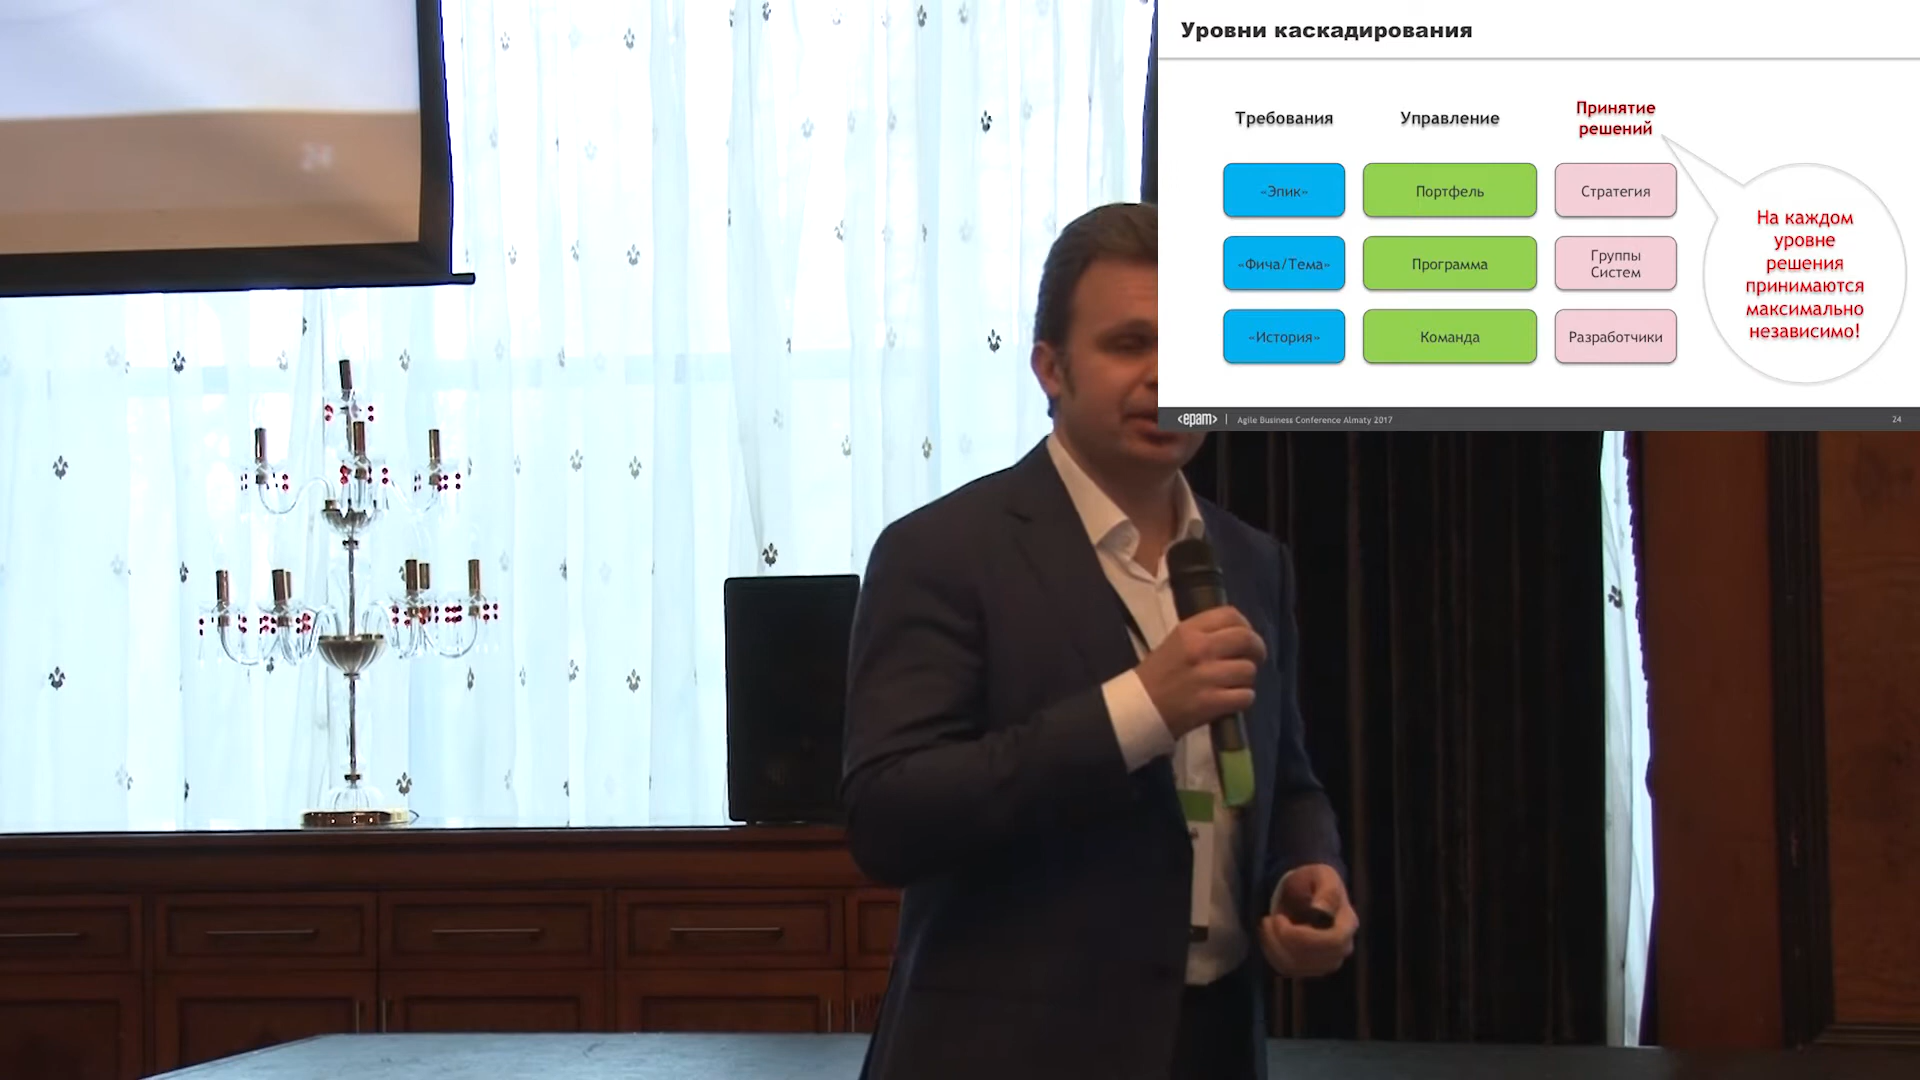 Уровни каскадирования
Требования
Управление
Принятие
решений
«Эпик»
Портфель
Стратегия
«Фича/Тема»
Программа
Группы
Систем
«История»
Команда
Разработчики
На каждом
уровне
решения
принимаются
максимально
независимо!
<epam> | Agile Business Conference Almaty 2017
24
24